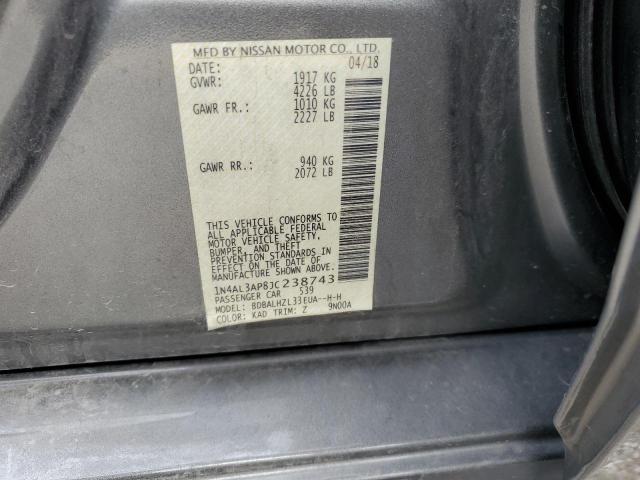 MFD BY NISSAN MOTOR CO., LTD.
DATE: 04/18
GVWR: 1917 KG
4226 LB
GAWR FR.: 1010 KG
2227 LB
GAWR RR.: 940 KG
2072 LB
THIS VEHICLE CONFORMS TO
ALL APPLICABLE FEDERAL
MOTOR VEHICLE SAFETY,
BUMPER, AND THEFT
PREVENTION STANDARDS
IN EFFECT ON THE DATE OF
MANUFACTURE SHOWN ABOVE.
1N4AL3AP8JC238743
PASSENGER CAR 539
MODEL: BDBALHZL33EUA--H-H
COLOR: KAD TRIM: Z 9N00A